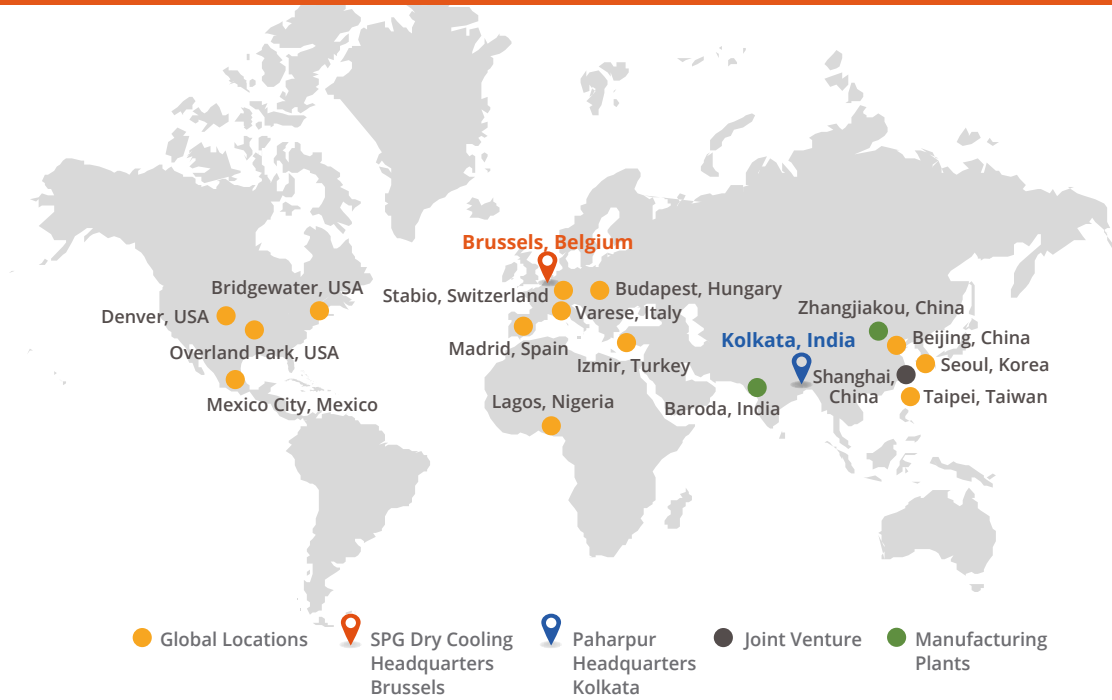 Brussels, Belgium
Bridgewater, USA
Stabio, Switzerland
Budapest, Hungary
Denver, USA
Varese, Italy
Zhangjiakou, China
Overland Park, USA
Madrid, Spain
Kolkata, India
Beijing, China
Izmir, Turkey
Seoul, Korea
Shanghai,
China
Mexico City, Mexico
Lagos, Nigeria
Baroda, India
Taipei, Taiwan
Global Locations
SPG Dry Cooling
Headquarters
Brussels
Paharpur
Headquarters
Kolkata
Joint Venture
Manufacturing
Plants